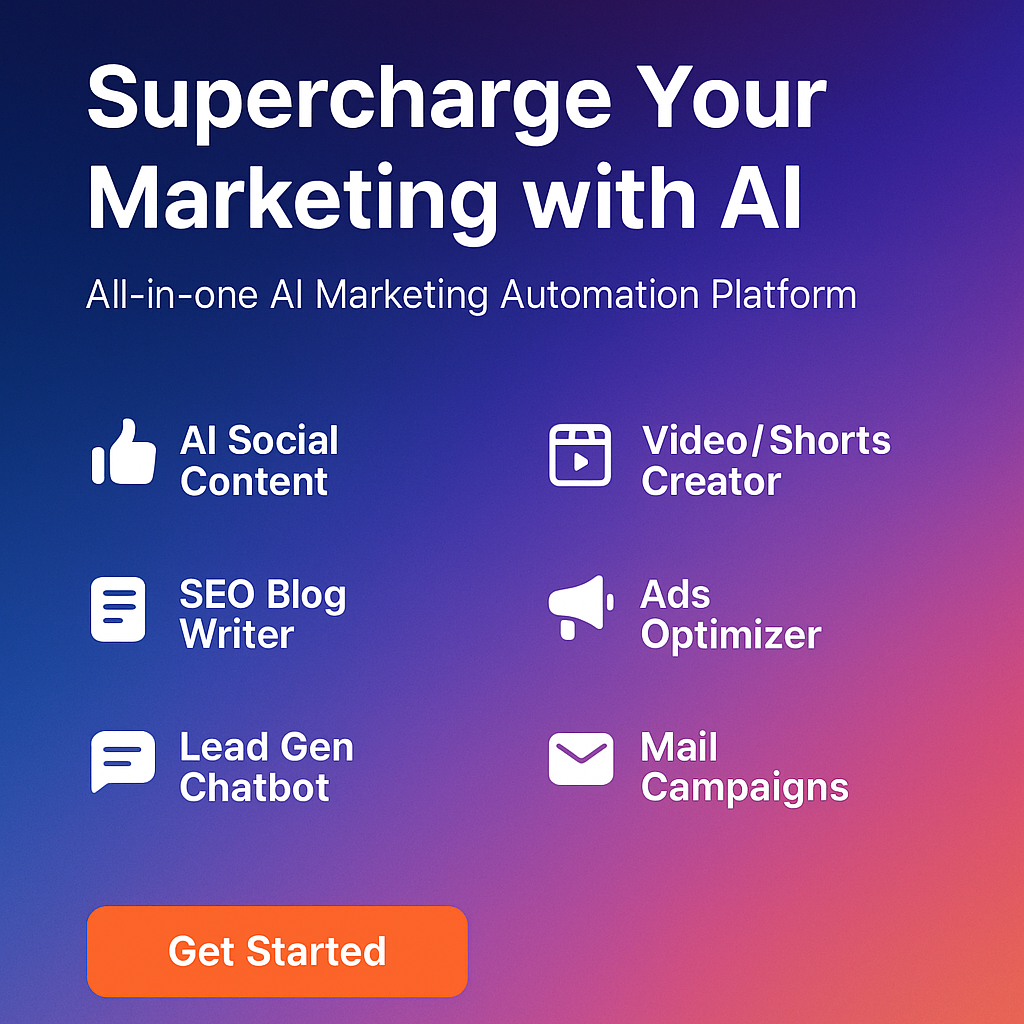 Supercharge Your
Marketing with AI
All-in-one AI Marketing Automation Platform
AI Social
Content
Video/Shorts
Creator
SEO Blog
Writer
Ads
Optimizer
Lead Gen
Chatbot
Mail
Campaigns
Get Started